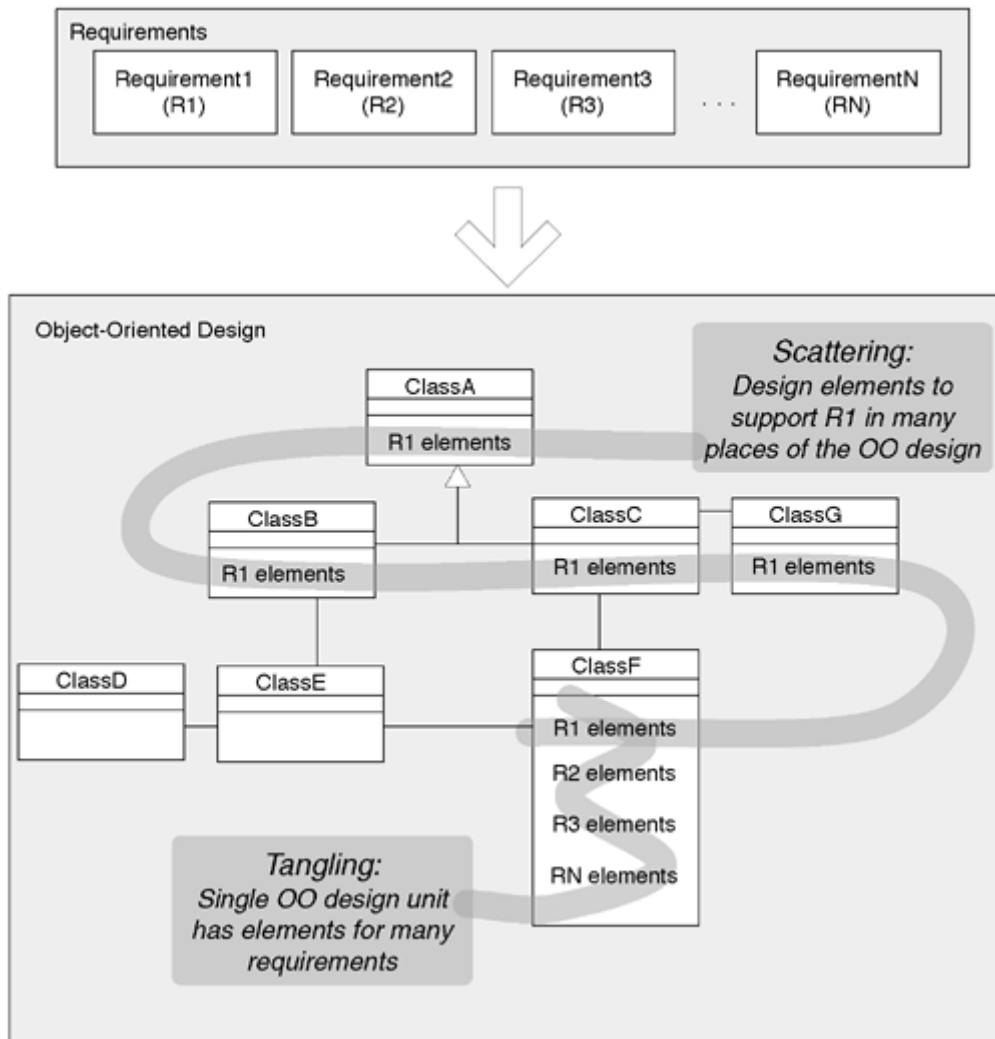 Requirements
Requirement1
(R1)
Requirement2
(R2)
Requirement3
(R3)
. . .
RequirementN
(RN)
Object-Oriented Design
Scattering:
Design elements to
support R1 in many
places of the OO design
ClassA
R1 elements
ClassB
R1 elements
ClassC
R1 elements
ClassG
R1 elements
ClassD
ClassE
ClassF
R1 elements
R2 elements
R3 elements
RN elements
Tangling:
Single OO design unit
has elements for many
requirements